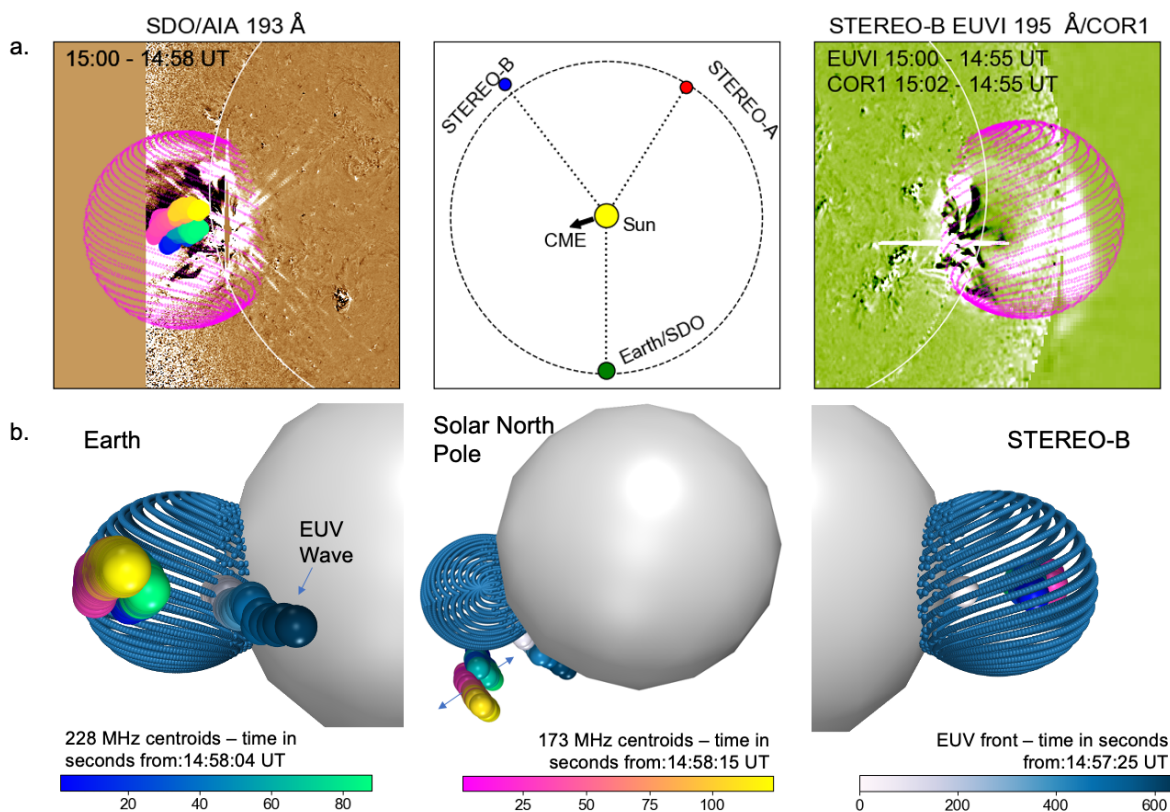 SDO/AIA 193 Å
STEREO-B EUVI 195 Å/COR1
a.
15:00 - 14:58 UT
STEREO-B
STEREO-A
CME
Sun
Earth/SDO
EUVI 15:00 - 14:55 UT
COR1 15:02 - 14:55 UT
b.
Earth
EUV
Wave
Solar North
Pole
STEREO-B
228 MHz centroids – time in
seconds from:14:58:04 UT
20 40 60 80
173 MHz centroids – time in
seconds from:14:58:15 UT
25 50 75 100
EUV front – time in seconds
from:14:57:25 UT
0 200 400 600